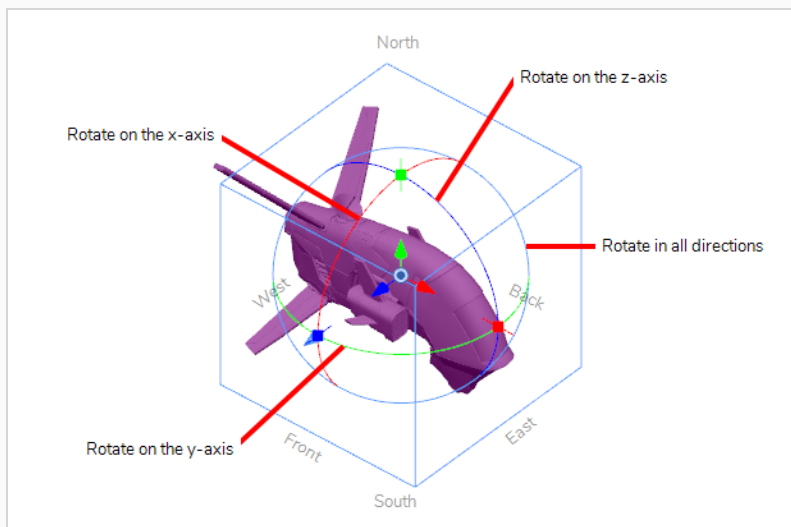 North
Rotate on the z-axis
Rotate on the x-axis
Rotate in all directions
West
Back
Rotate on the y-axis
Front
East
South